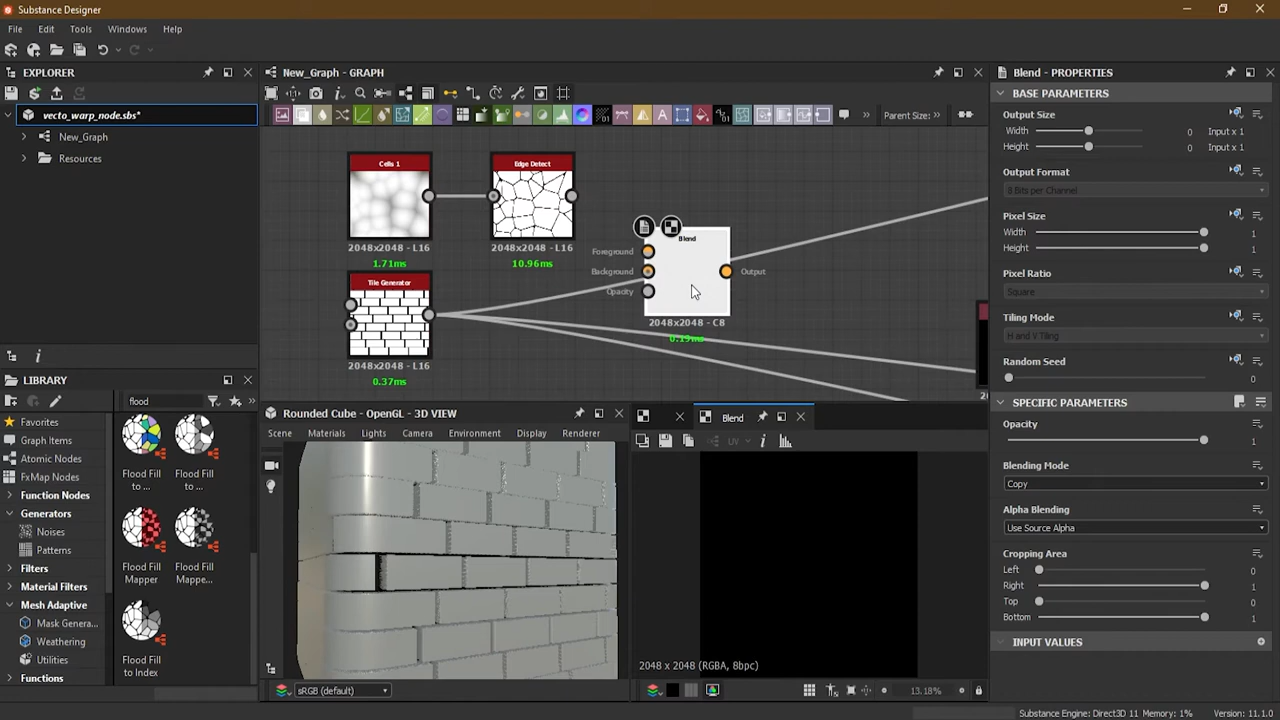 Substance Designer
File Edit Tools Windows Help
EXPLORER
vecto_warp_node.sbs*
New_Graph
Resources
LIBRARY
flood
Favorites
Graph Items
Atomic Nodes
FxMap Nodes
Function Nodes
Generators
Noises
Patterns
Filters
Material Filters
Mesh Adaptive
Mask Genera...
Weathering
Utilities
Functions
Flood Fill
to ...
Flood Fill
to ...
Flood Fill
Mapper
Flood Fill
Mappe...
Flood Fill
to Index
New_Graph - GRAPH
Parent Size:
Cells 1
2048x2048 - L16
1.71ms
Edge Detect
2048x2048 - L16
10.96ms
Tile Generator
2048x2048 - L16
0.37ms
Blend
Foreground
Background
Opacity
Output
2048x2048 - C8
0.19ms
Rounded Cube - OpenGL - 3D VIEW
Scene Materials Lights Camera Environment Display Renderer
sRGB (default)
Blend
UV
2048 x 2048 (RGBA, 8bpc)
13.18%
Blend - PROPERTIES
BASE PARAMETERS
Output Size
Width 0 Input x 1
Height 0 Input x 1
Output Format
8 Bits per Channel
Pixel Size
Width 1
Height 1
Pixel Ratio
Square
Tiling Mode
H and V Tiling
Random Seed
0
SPECIFIC PARAMETERS
Opacity
1
Blending Mode
Copy
Alpha Blending
Use Source Alpha
Cropping Area
Left 0
Right 1
Top 0
Bottom 1
INPUT VALUES
Substance Engine: Direct3D 11 Memory: 1% Version: 11.1.0